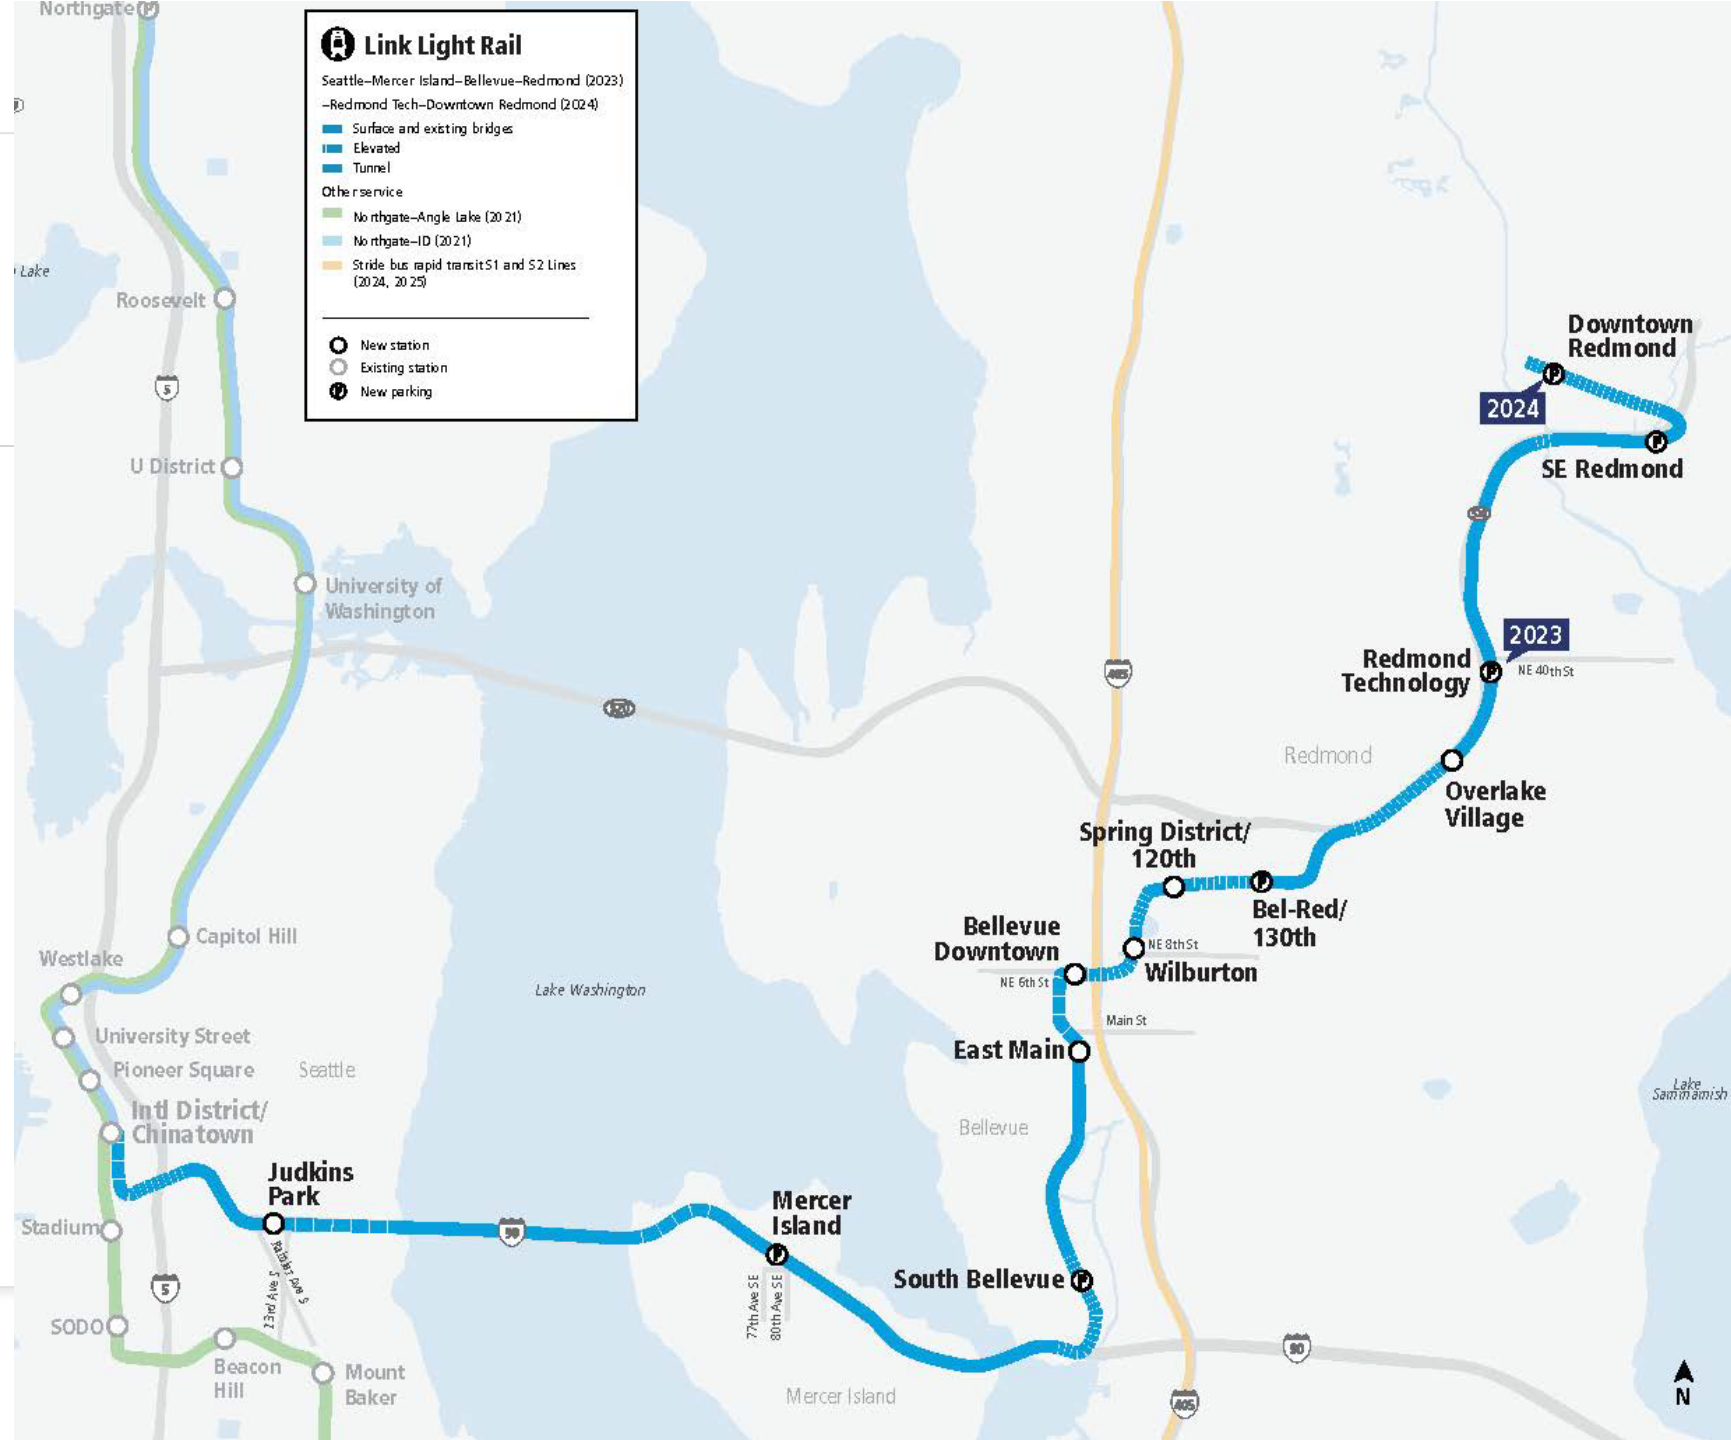 Northgate
Link Light Rail
Seattle–Mercer Island–Bellevue–Redmond (2023)
–Redmond Tech–Downtown Redmond (2024)
Surface and existing bridges
Elevated
Tunnel
Other service
Northgate–Angle Lake (2021)
Northgate–ID (2021)
Stride bus rapid transit S1 and S2 Lines
(2024, 2025)
New station
Existing station
P New parking
Lake
Roosevelt
5
U District
University of
Washington
520
405
Downtown
Redmond
P
2024
P
SE Redmond
520
2023
Redmond
Technology
P
NE 40th St
Redmond
Overlake
Village
Spring District/
120th
P
Bel-Red/
130th
Bellevue
Downtown
NE 8th St
Wilburton
NE 6th St
Main St
East Main
Capitol Hill
Westlake
Lake Washington
University Street
Pioneer Square
Seattle
Intl District/
Chinatown
Bellevue
Lake
Sammamish
Judkins
Park
Stadium
90
Mercer
Island
P
South Bellevue
P
Rainier Ave S
23rd Ave S
77th Ave SE
80th Ave SE
5
SODO
Beacon
Hill
Mount
Baker
Mercer Island
90
405
N